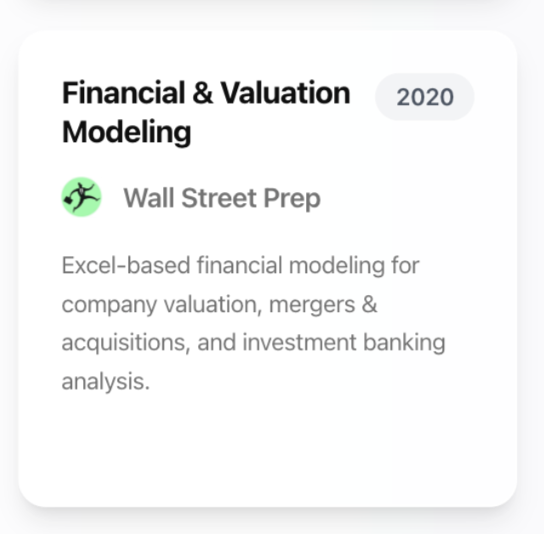 Financial & Valuation
Modeling
2020
Wall Street Prep
Excel-based financial modeling for
company valuation, mergers &
acquisitions, and investment banking
analysis.